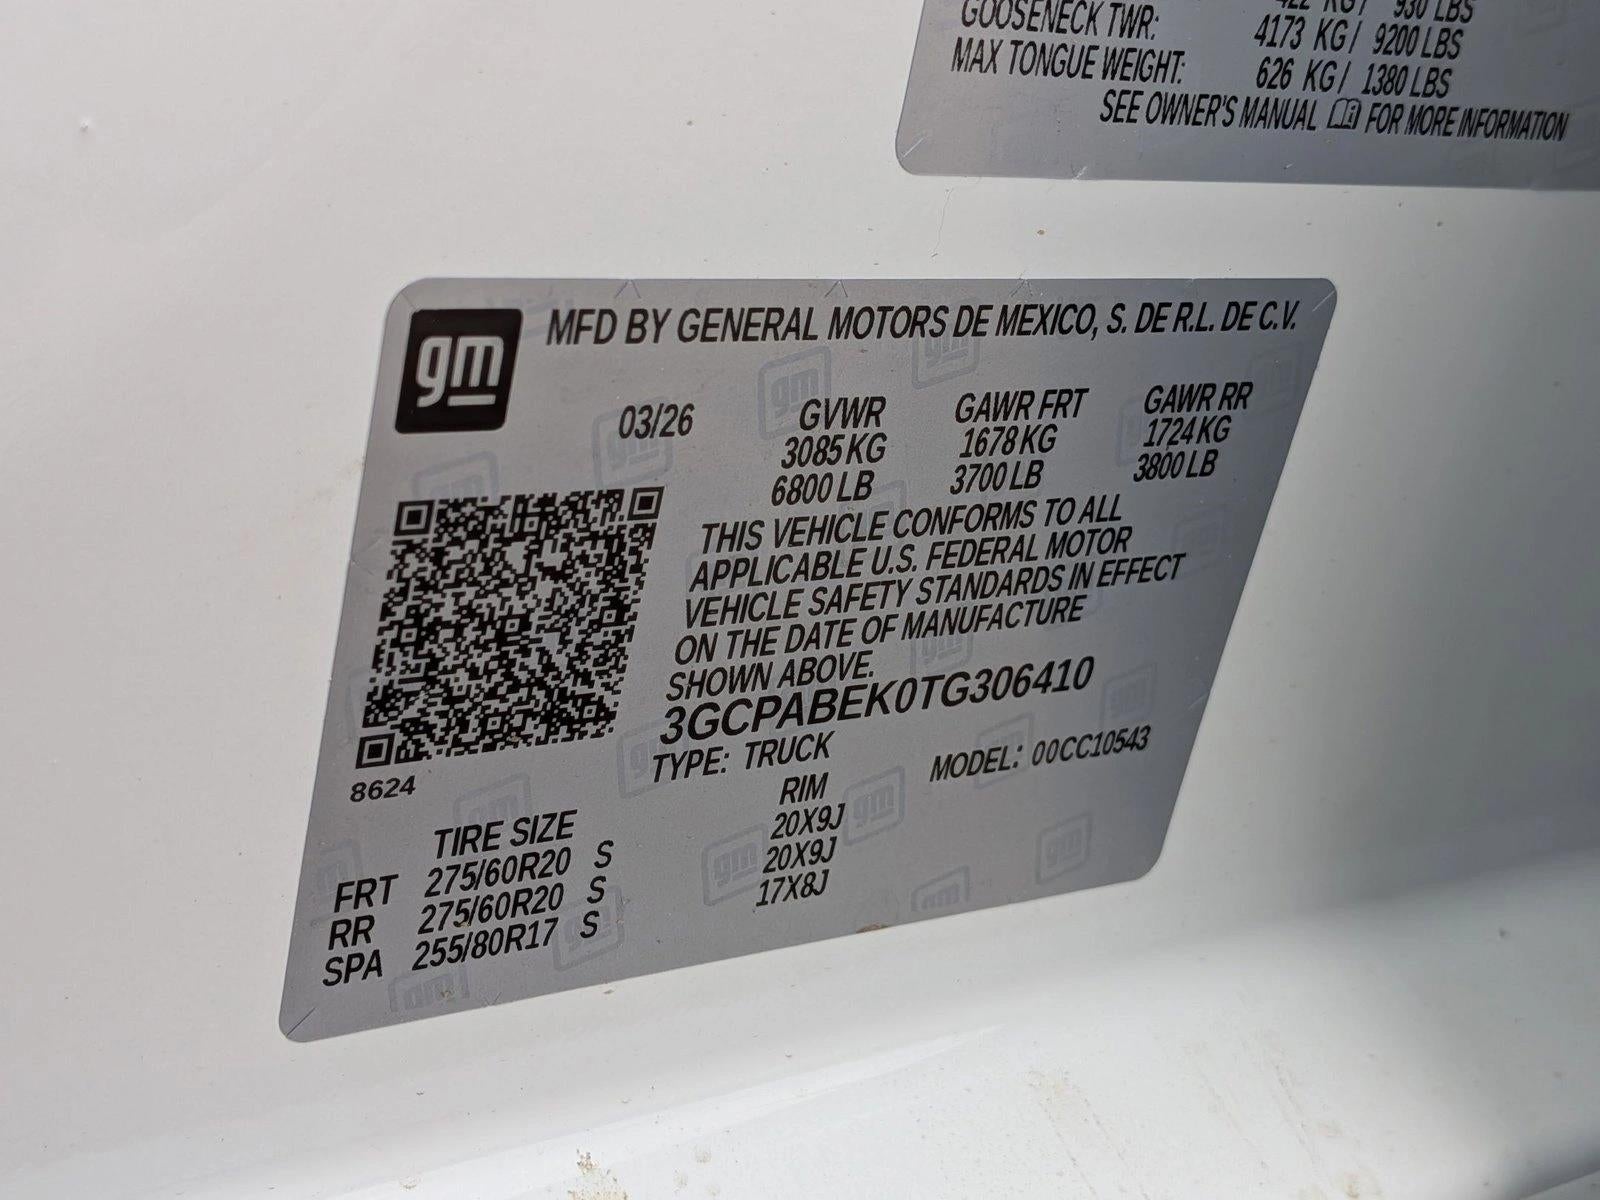 422 KG/ 930 LBS
GOOSENECK TWR: 4173 KG/ 9200 LBS
MAX TONGUE WEIGHT: 626 KG/ 1380 LBS
SEE OWNER'S MANUAL FOR MORE INFORMATION
gm
MFD BY GENERAL MOTORS DE MEXICO, S. DE R.L. DE C.V.
03/26 GVWR GAWR FRT GAWR RR
3085 KG 1678 KG 1724 KG
6800 LB 3700 LB 3800 LB
THIS VEHICLE CONFORMS TO ALL
APPLICABLE U.S. FEDERAL MOTOR
VEHICLE SAFETY STANDARDS IN EFFECT
ON THE DATE OF MANUFACTURE
SHOWN ABOVE.
3GCPABEK0TG306410
TYPE: TRUCK MODEL: 00CC10543
8624
TIRE SIZE RIM
FRT 275/60R20 S 20X9J
RR 275/60R20 S 20X9J
SPA 255/80R17 S 17X8J